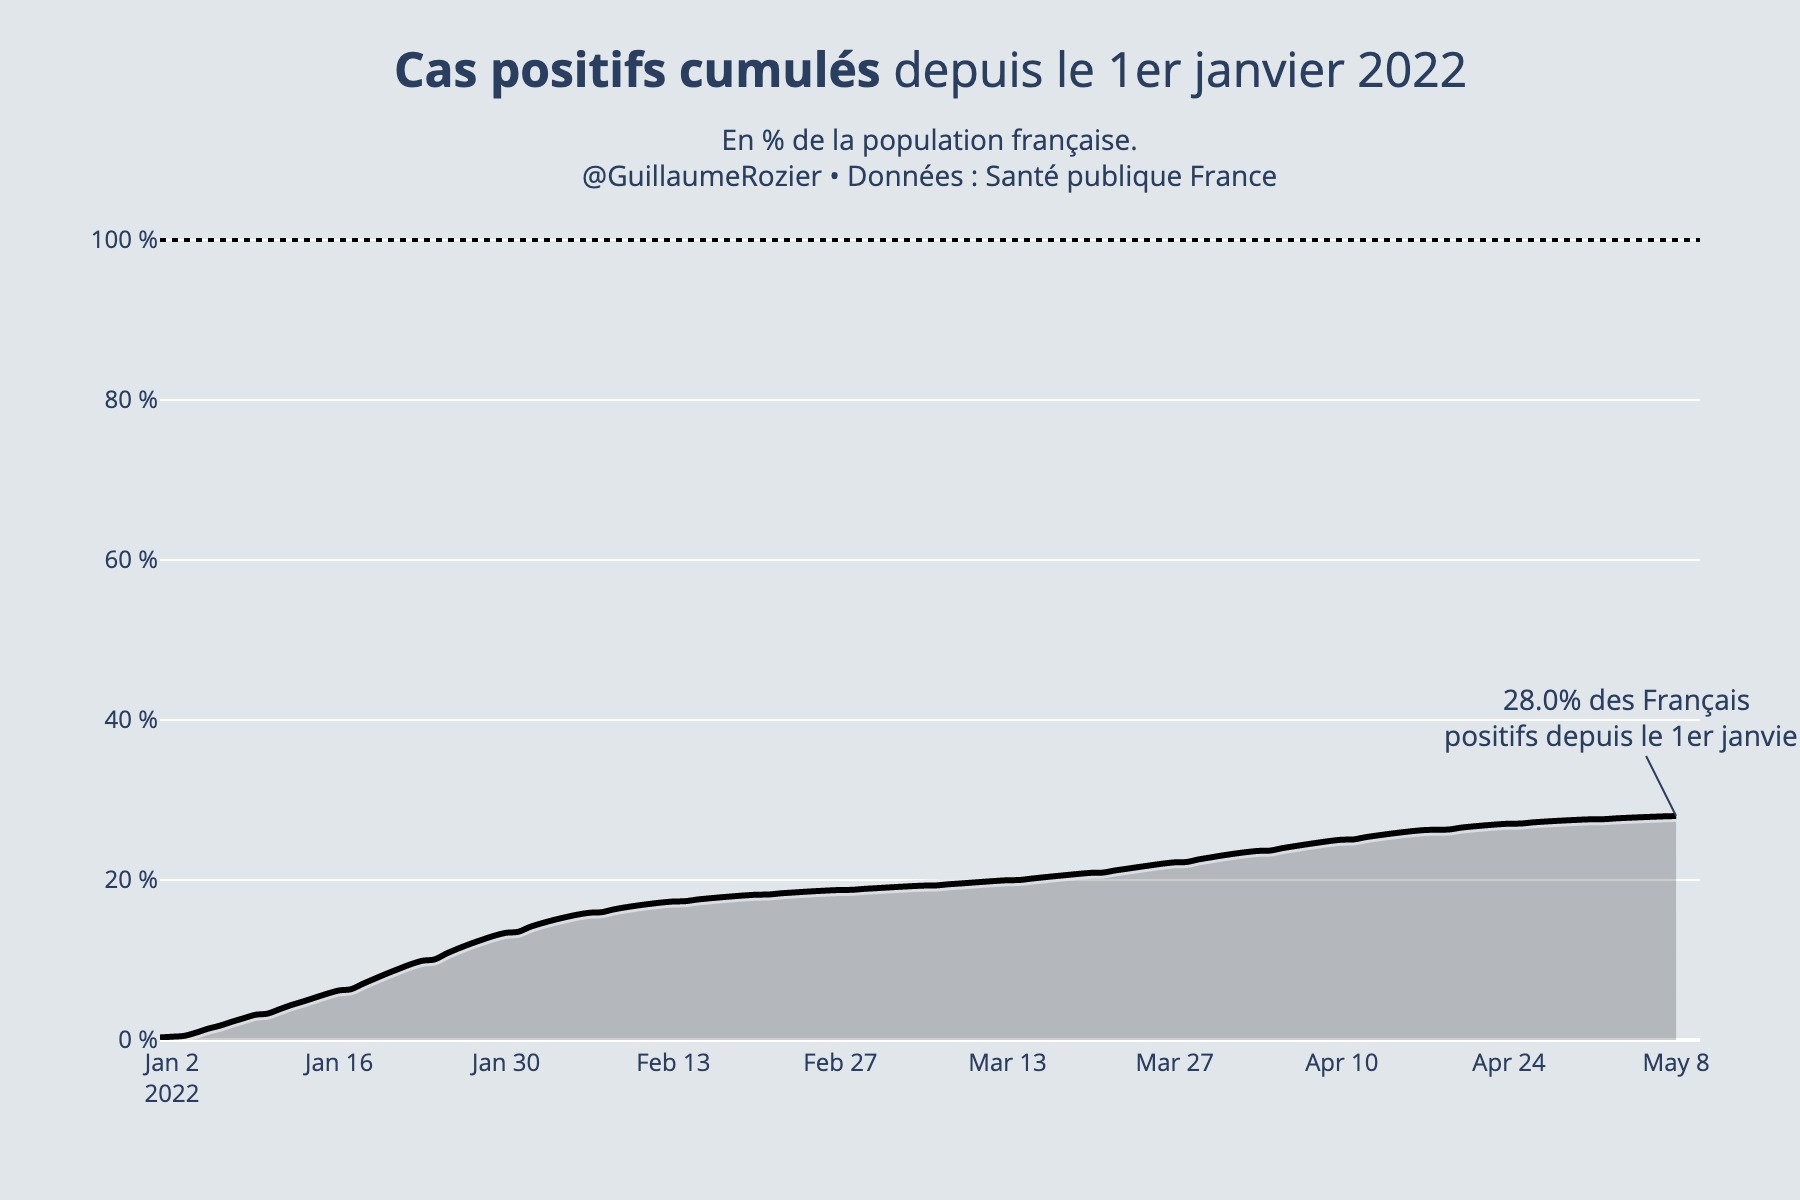 Cas positifs cumulés depuis le 1er janvier 2022
En % de la population française.
@GuillaumeRozier • Données : Santé publique France
100 %
80 %
60 %
40 %
20 %
0 %
28.0% des Français
positifs depuis le 1er janvie
Jan 2
2022
Jan 16
Jan 30
Feb 13
Feb 27
Mar 13
Mar 27
Apr 10
Apr 24
May 8